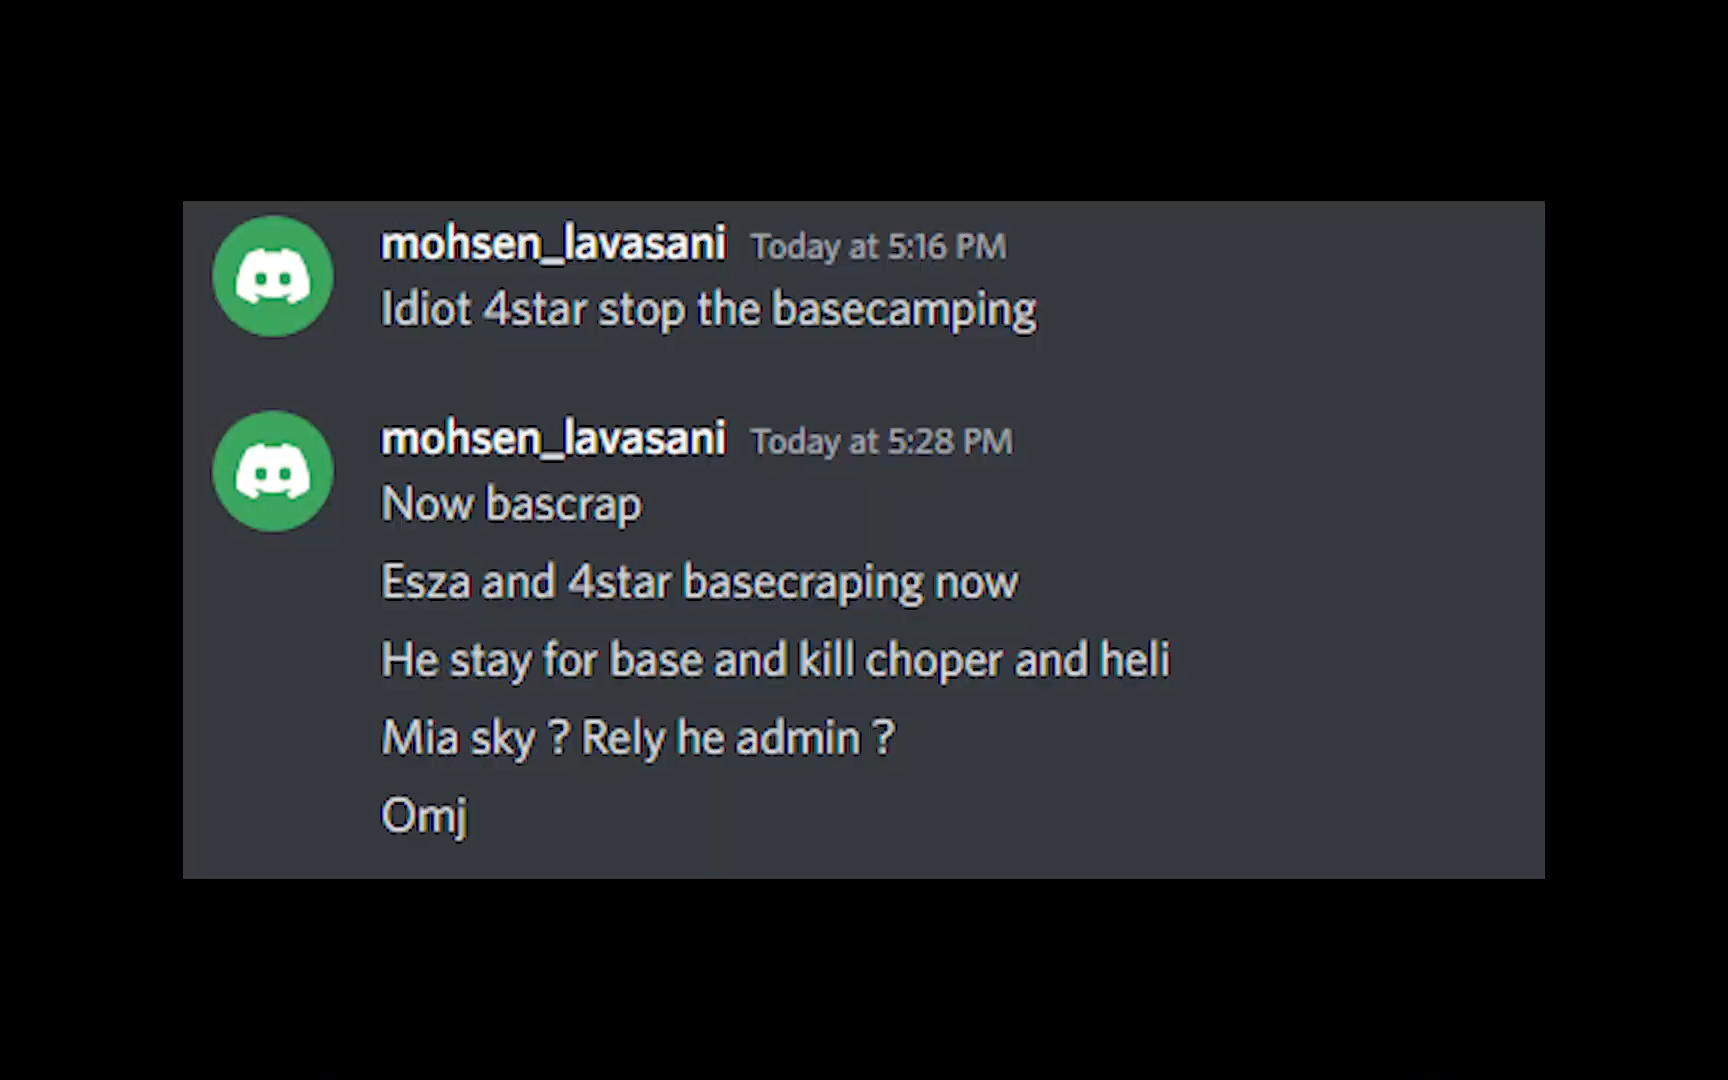 mohsen_lavasani Today at 5:16 PM
Idiot 4star stop the basecamping
mohsen_lavasani Today at 5:28 PM
Now bascrap
Esza and 4star basecraping now
He stay for base and kill choper and heli
Mia sky ? Rely he admin ?
Omj